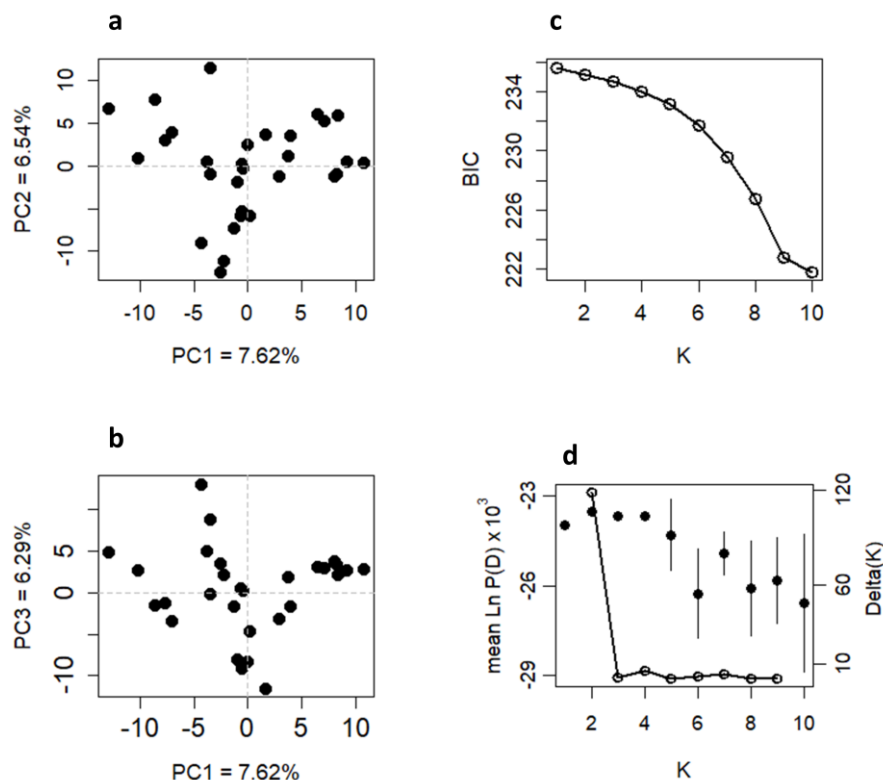 a
PC2 = 6.54%
10
5
0
-10
-10 -5 0 5 10
PC1 = 7.62%
c
BIC
234
230
226
222
2 4 6 8 10
K
b
PC3 = 6.29%
5
0
-10
-10 -5 0 5 10
PC1 = 7.62%
d
mean Ln P(D) x 10³
-23
-26
-29
120
60
10
Delta(K)
2 4 6 8 10
K